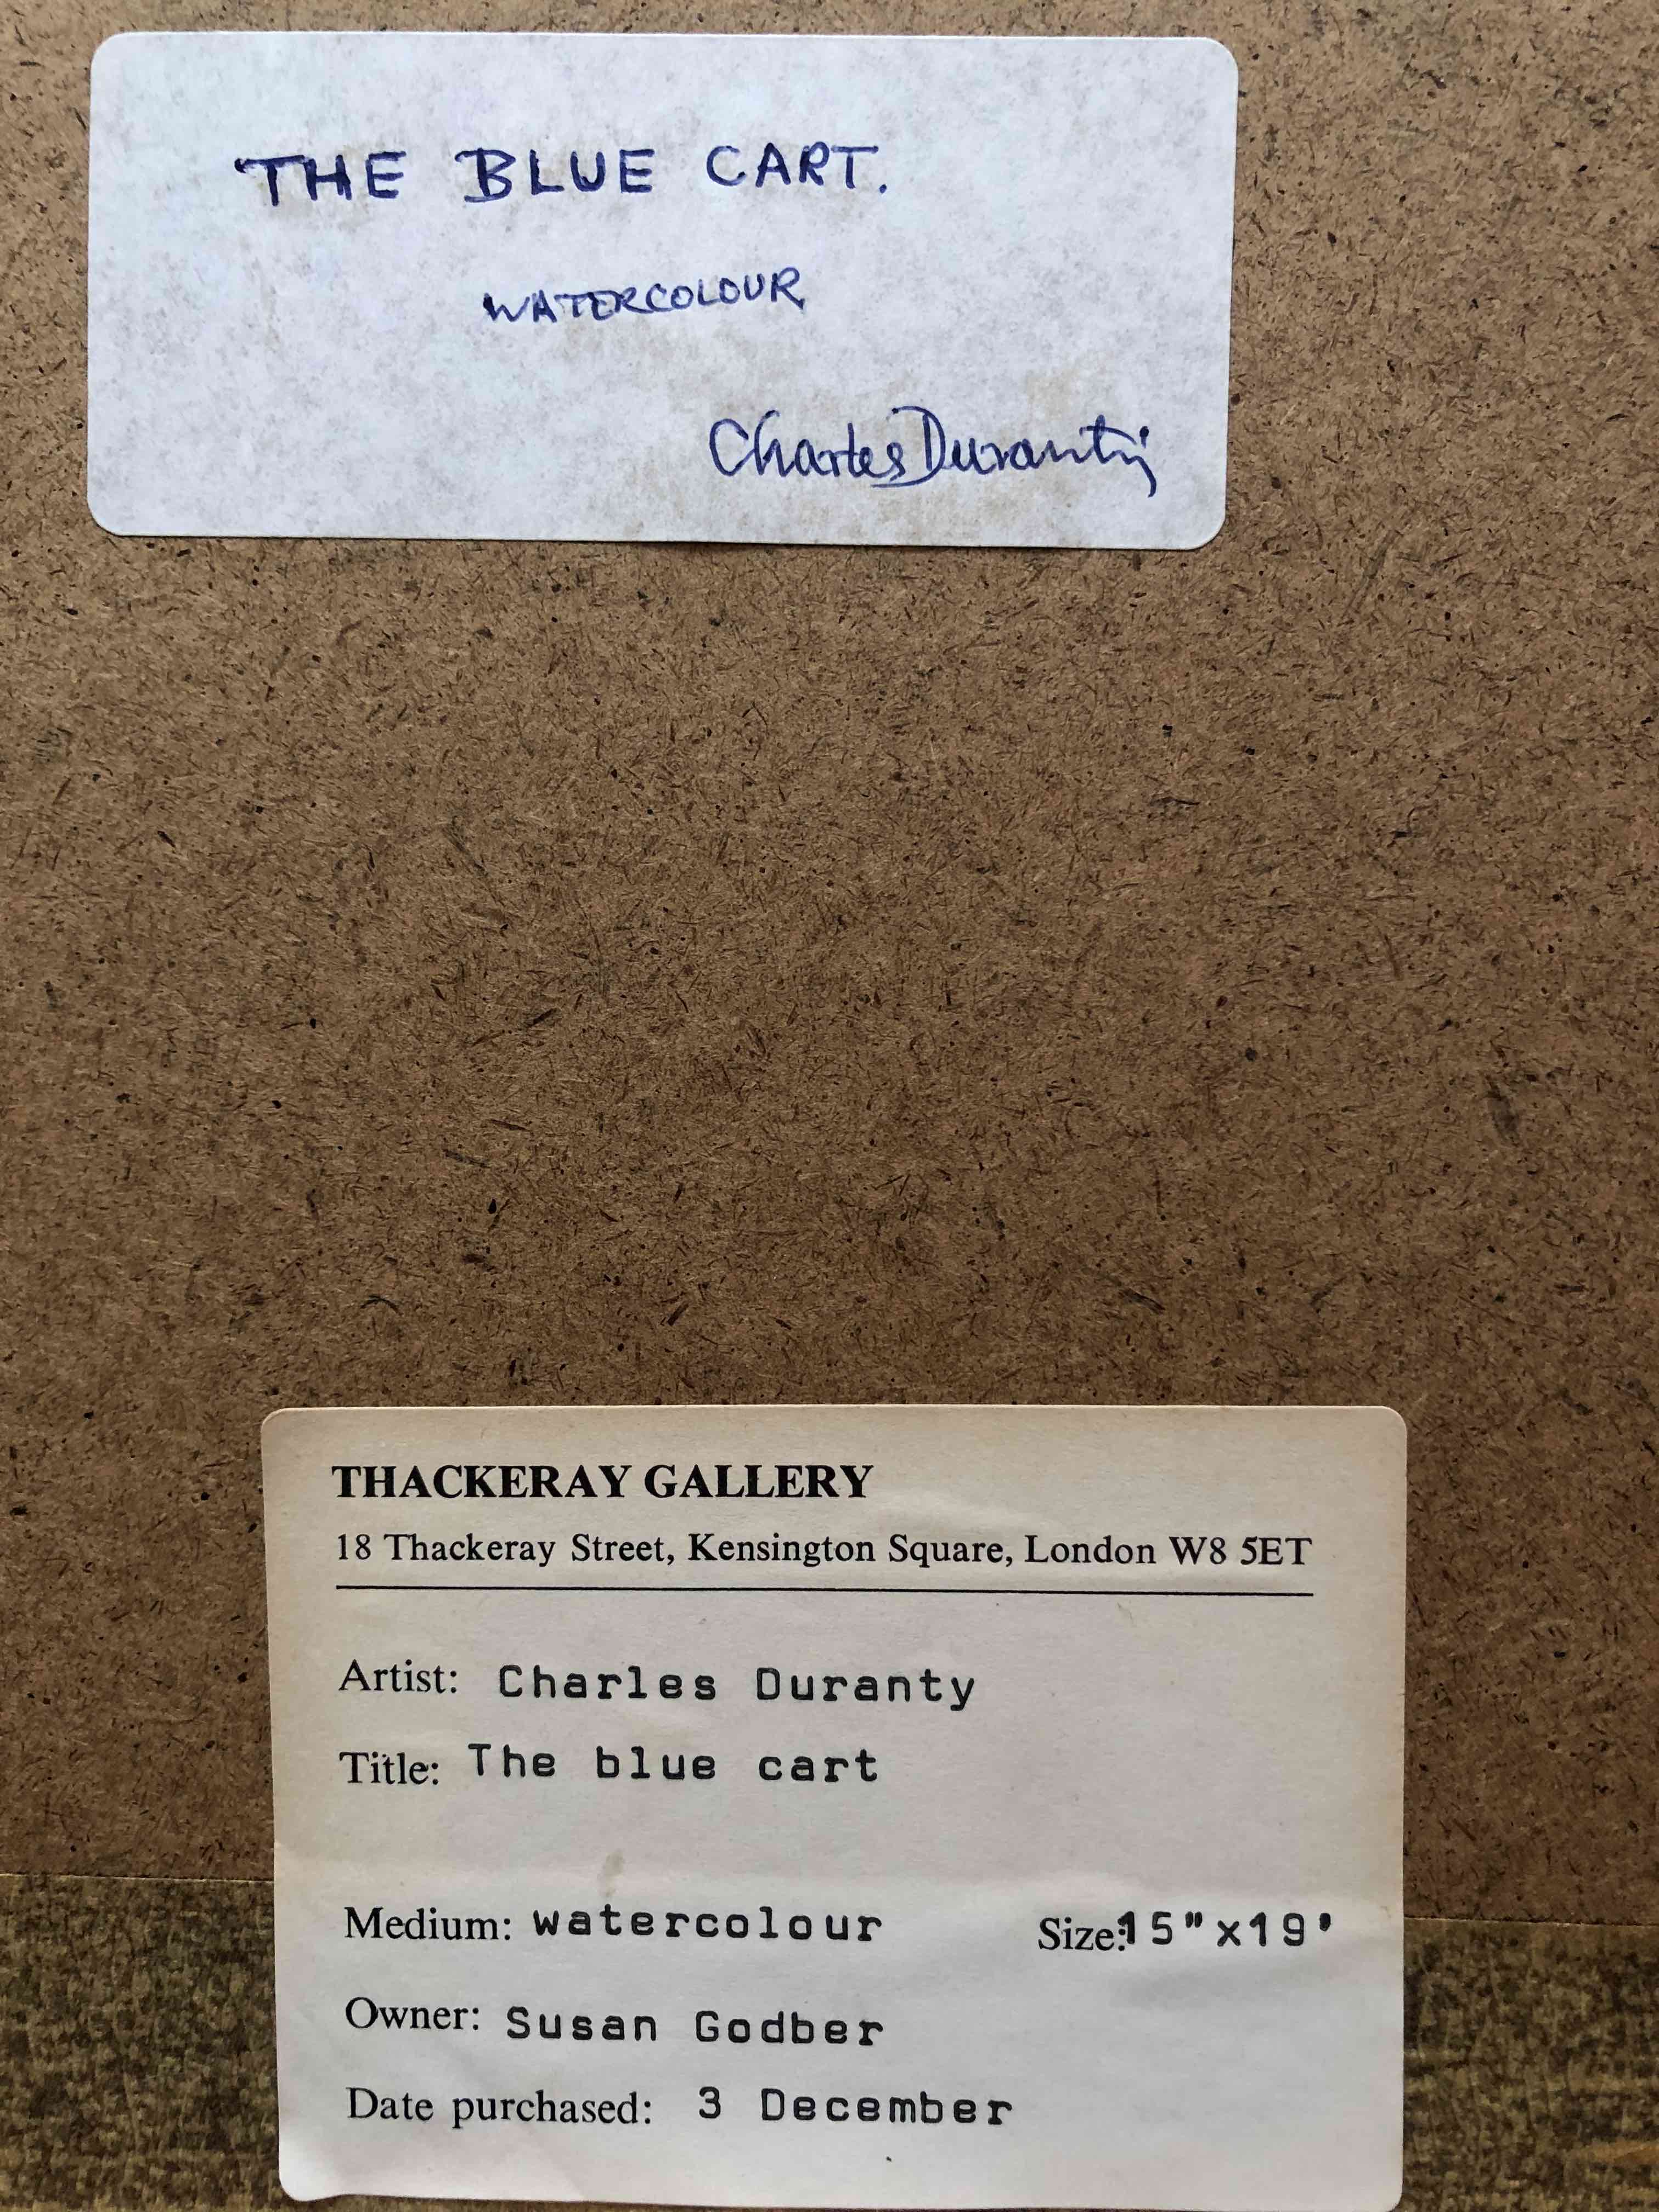 THE BLUE CART.
WATERCOLOUR
Charles Duranty
THACKERAY GALLERY
18 Thackeray Street, Kensington Square, London W8 5ET
Artist: Charles Duranty
Title: The blue cart
Medium: watercolour Size: 15"x19'
Owner: Susan Godber
Date purchased: 3 December